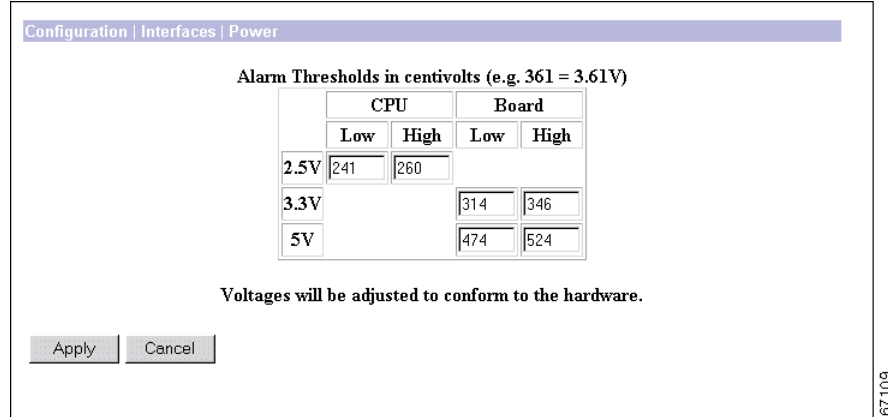 Configuration | Interfaces | Power
Alarm Thresholds in centivolts (e.g. 361 = 3.61V)
CPU Board
Low High Low High
2.5V 241 260
3.3V 314 346
5V 474 524
Voltages will be adjusted to conform to the hardware.
Apply Cancel
67109